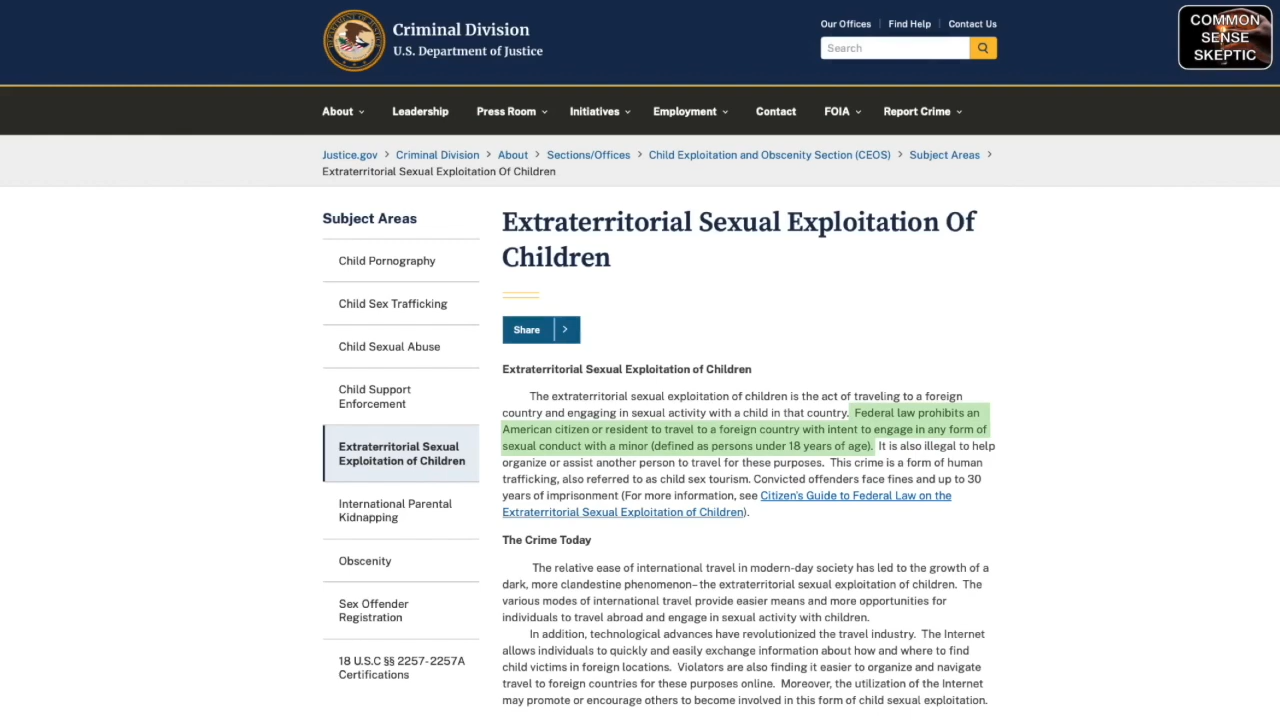 Criminal Division
U.S. Department of Justice
Our Offices
Find Help
Contact Us
Search
COMMON
SENSE
SKEPTIC
About
Leadership
Press Room
Initiatives
Employment
Contact
FOIA
Report Crime
Justice.gov > Criminal Division > About > Sections/Offices > Child Exploitation and Obscenity Section (CEOS) > Subject Areas >
Extraterritorial Sexual Exploitation Of Children
Subject Areas
Child Pornography
Child Sex Trafficking
Child Sexual Abuse
Child Support
Enforcement
Extraterritorial Sexual
Exploitation of Children
International Parental
Kidnapping
Obscenity
Sex Offender
Registration
18 U.S.C §§ 2257-2257A
Certifications
Extraterritorial Sexual Exploitation Of
Children
Share
Extraterritorial Sexual Exploitation of Children
The extraterritorial sexual exploitation of children is the act of traveling to a foreign
country and engaging in sexual activity with a child in that country. Federal law prohibits an
American citizen or resident to travel to a foreign country with intent to engage in any form of
sexual conduct with a minor (defined as persons under 18 years of age). It is also illegal to help
organize or assist another person to travel for these purposes. This crime is a form of human
trafficking, also referred to as child sex tourism. Convicted offenders face fines and up to 30
years of imprisonment (For more information, see Citizen's Guide to Federal Law on the
Extraterritorial Sexual Exploitation of Children).
The Crime Today
The relative ease of international travel in modern-day society has led to the growth of a
dark, more clandestine phenomenon–the extraterritorial sexual exploitation of children. The
various modes of international travel provide easier means and more opportunities for
individuals to travel abroad and engage in sexual activity with children.
In addition, technological advances have revolutionized the travel industry. The Internet
allows individuals to quickly and easily exchange information about how and where to find
child victims in foreign locations. Violators are also finding it easier to organize and navigate
travel to foreign countries for these purposes online. Moreover, the utilization of the Internet
may promote or encourage others to become involved in this form of child sexual exploitation.